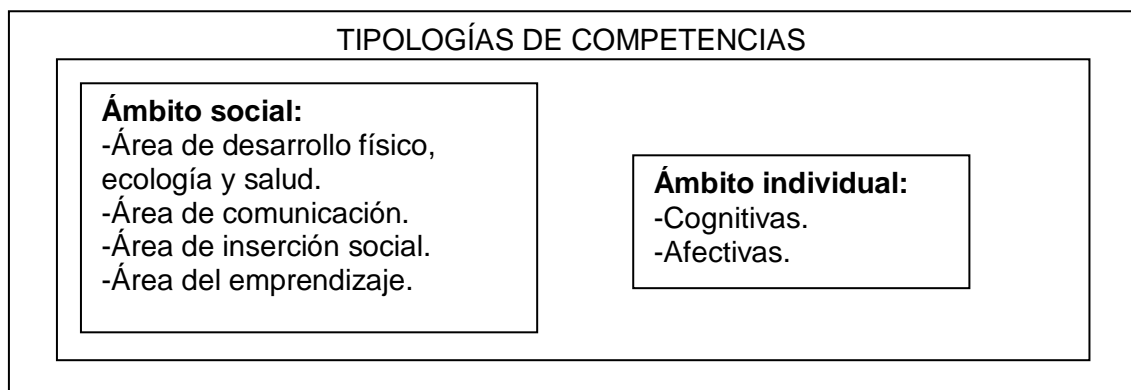 TIPOLOGÍAS DE COMPETENCIAS
Ámbito social:
-Área de desarrollo físico,
ecología y salud.
-Área de comunicación.
-Área de inserción social.
-Área del emprendizaje.
Ámbito individual:
-Cognitivas.
-Afectivas.